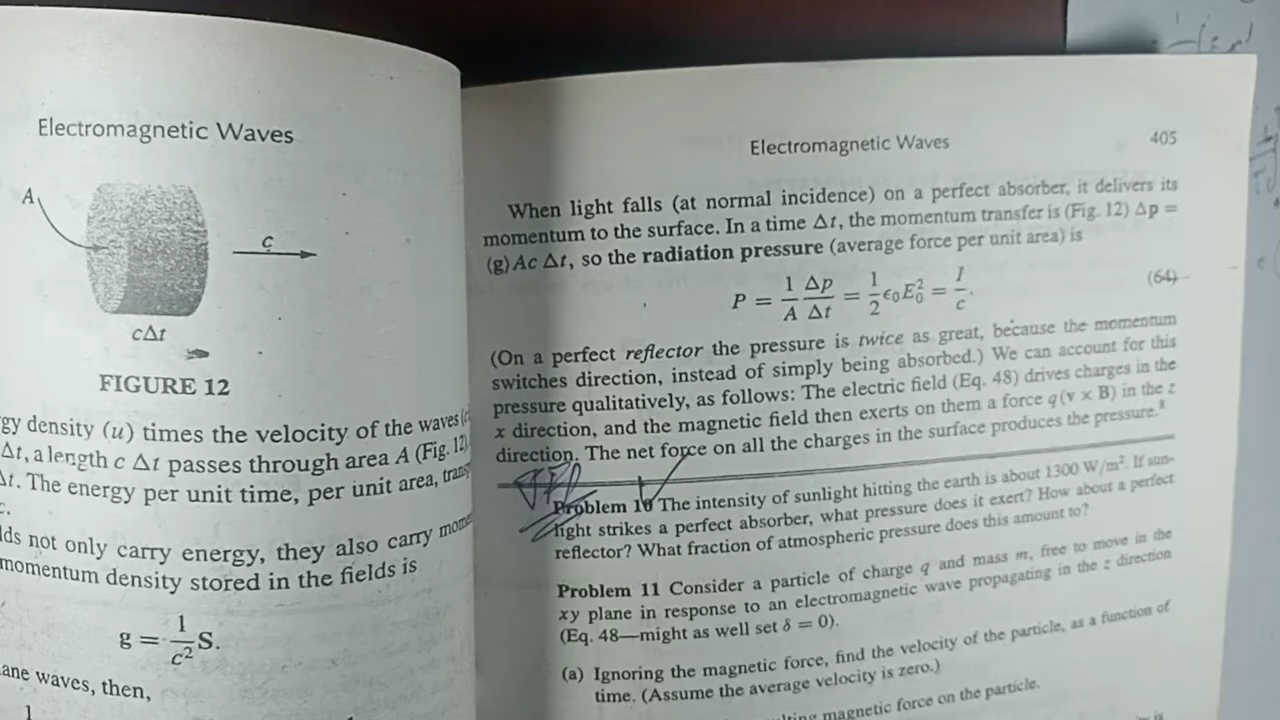 Electromagnetic Waves
A
c
cΔt
FIGURE 12
gy density (u) times the velocity of the waves
Δt, a length c Δt passes through area A (Fig. 12)
Δt. The energy per unit time, per unit area,
c.
lds not only carry energy, they also carry
momentum density stored in the fields is
g = 1/c² S.
ane waves, then,
1
Electromagnetic Waves 405
When light falls (at normal incidence) on a perfect absorber, it delivers its
momentum to the surface. In a time Δt, the momentum transfer is (Fig. 12) Δp =
⟨g⟩Ac Δt, so the radiation pressure (average force per unit area) is
P = 1/A Δp/Δt = 1/2 ϵ₀E₀² = I/c. (64)
(On a perfect reflector the pressure is twice as great, because the momentum
switches direction, instead of simply being absorbed.) We can account for this
pressure qualitatively, as follows: The electric field (Eq. 48) drives charges in the
x direction, and the magnetic field then exerts on them a force q(v × B) in the z
direction. The net force on all the charges in the surface produces the pressure.⁸
Problem 10 The intensity of sunlight hitting the earth is about 1300 W/m². If sun-
light strikes a perfect absorber, what pressure does it exert? How about a perfect
reflector? What fraction of atmospheric pressure does this amount to?
Problem 11 Consider a particle of charge q and mass m, free to move in the
xy plane in response to an electromagnetic wave propagating in the z direction
(Eq. 48—might as well set δ = 0).
(a) Ignoring the magnetic force, find the velocity of the particle, as a function of
time. (Assume the average velocity is zero.)
magnetic force on the particle.